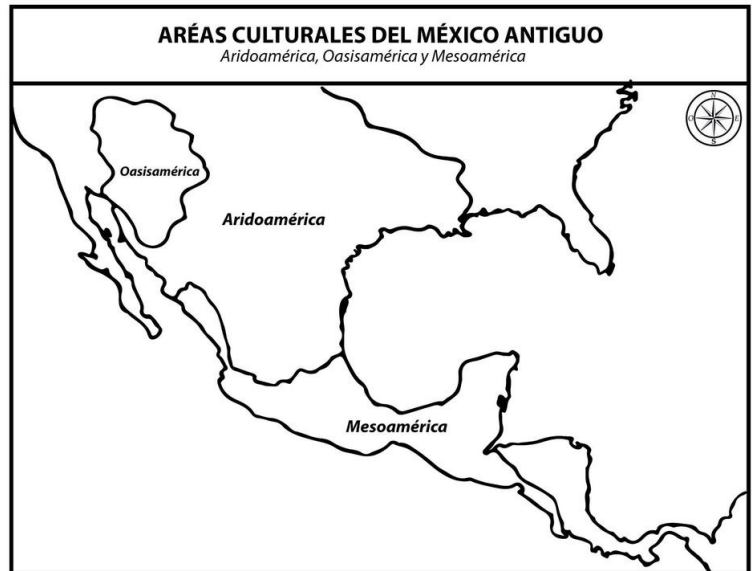 ARÉAS CULTURALES DEL MÉXICO ANTIGUO
Aridoamérica, Oasisamérica y Mesoamérica
N
O
E
S
Oasisamérica
Aridoamérica
Mesoamérica